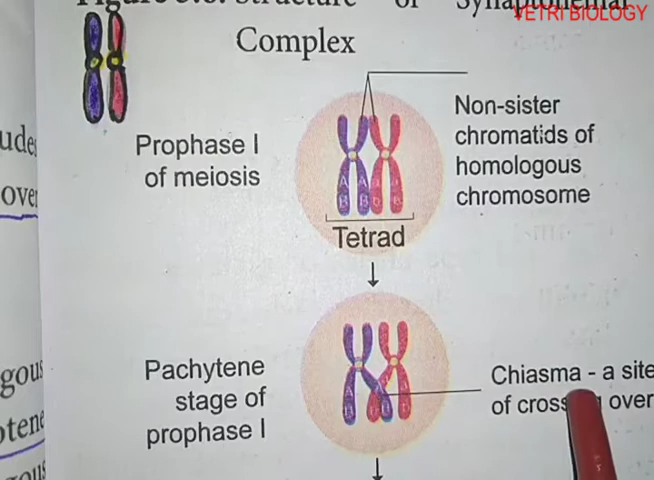 VETRI BIOLOGY
Complex
Prophase I
of meiosis
Non-sister
chromatids of
homologous
chromosome
A A a a
B B b b
Tetrad
Pachytene
stage of
prophase I
Chiasma - a site
over